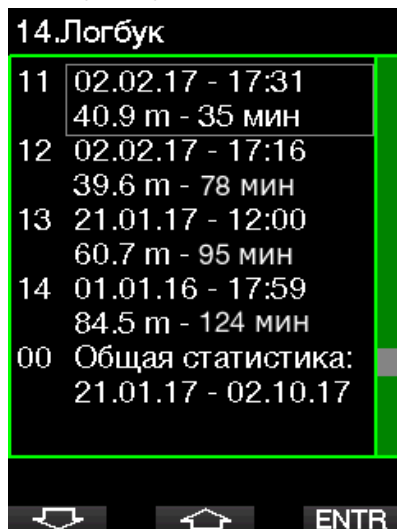 14.Логбук
11 02.02.17 - 17:31
40.9 m - 35 мин
12 02.02.17 - 17:16
39.6 m - 78 мин
13 21.01.17 - 12:00
60.7 m - 95 мин
14 01.01.16 - 17:59
84.5 m - 124 мин
00 Общая статистика:
21.01.17 - 02.10.17
ENTR